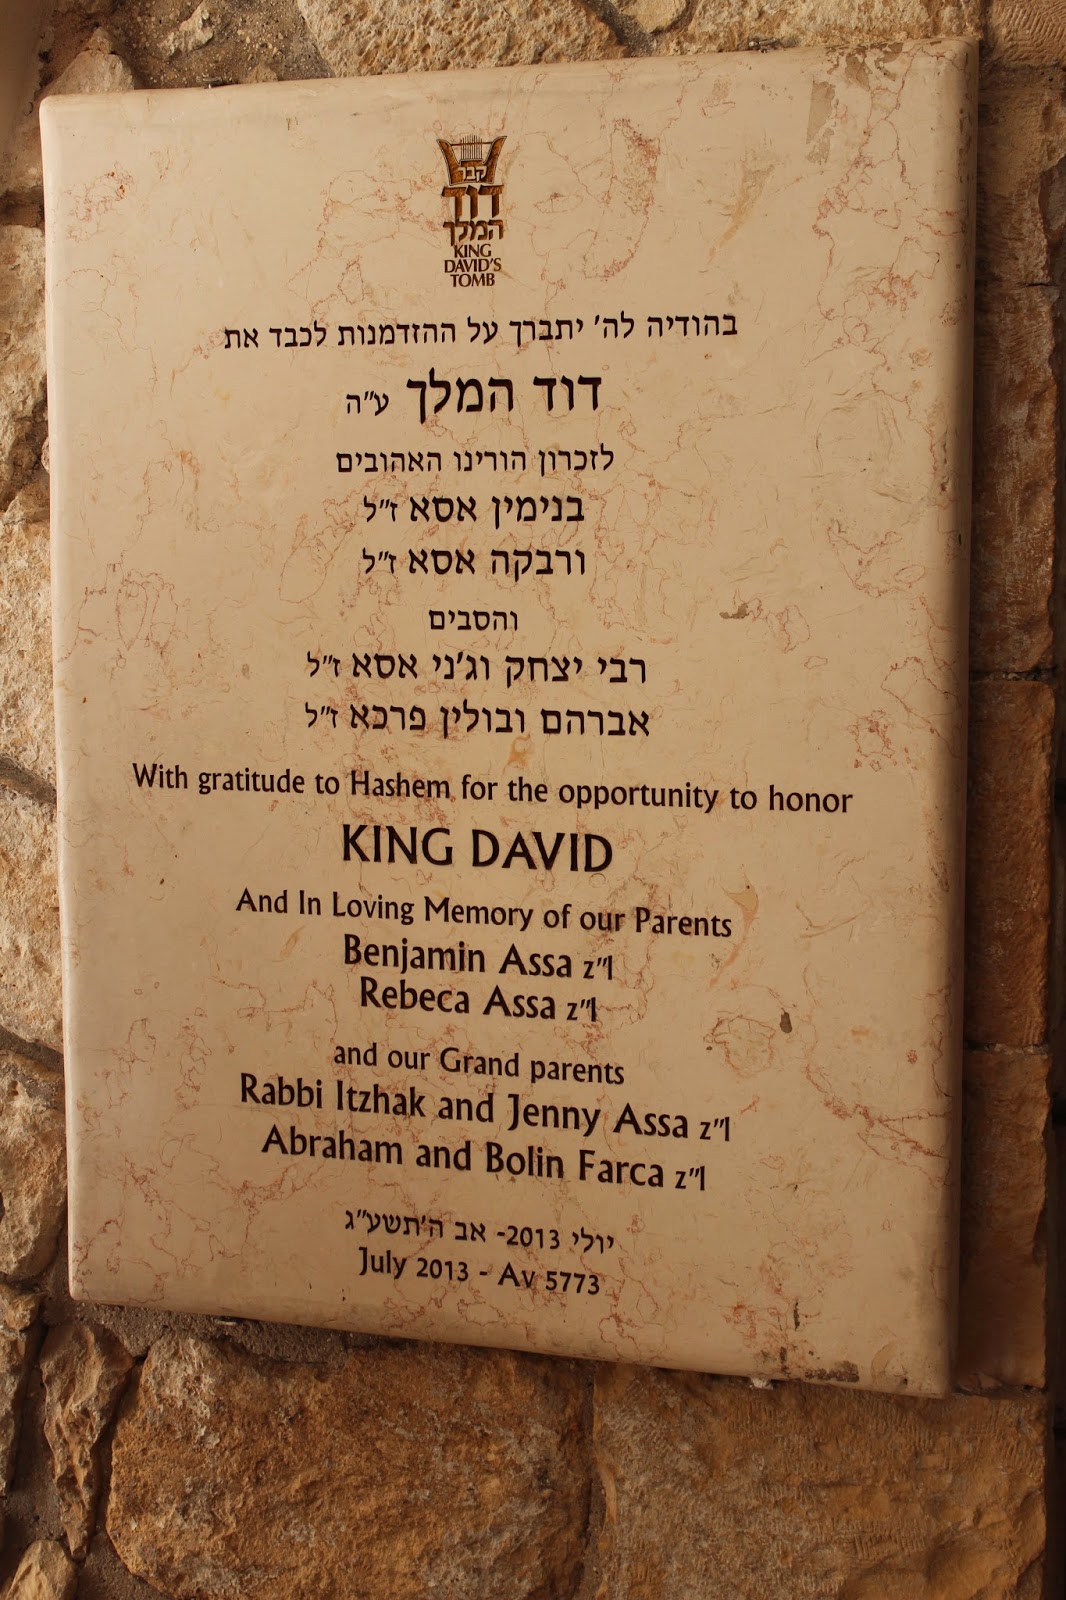 קבר
דוד
המלך
KING
DAVID'S
TOMB
בהודיה לה' יתברך על ההזדמנות לכבד את
דוד המלך ע"ה
לזכרון הורינו האהובים
בנימין אסא ז"ל
ורבקה אסא ז"ל
והסבים
רבי יצחק וג'ני אסא ז"ל
אברהם ובולין פרכא ז"ל
With gratitude to Hashem for the opportunity to honor
KING DAVID
And In Loving Memory of our Parents
Benjamin Assa z"l
Rebeca Assa z"l
and our Grand parents
Rabbi Itzhak and Jenny Assa z"l
Abraham and Bolin Farca z"l
יולי 2013- אב ה'תשע"ג
July 2013 - Av 5773